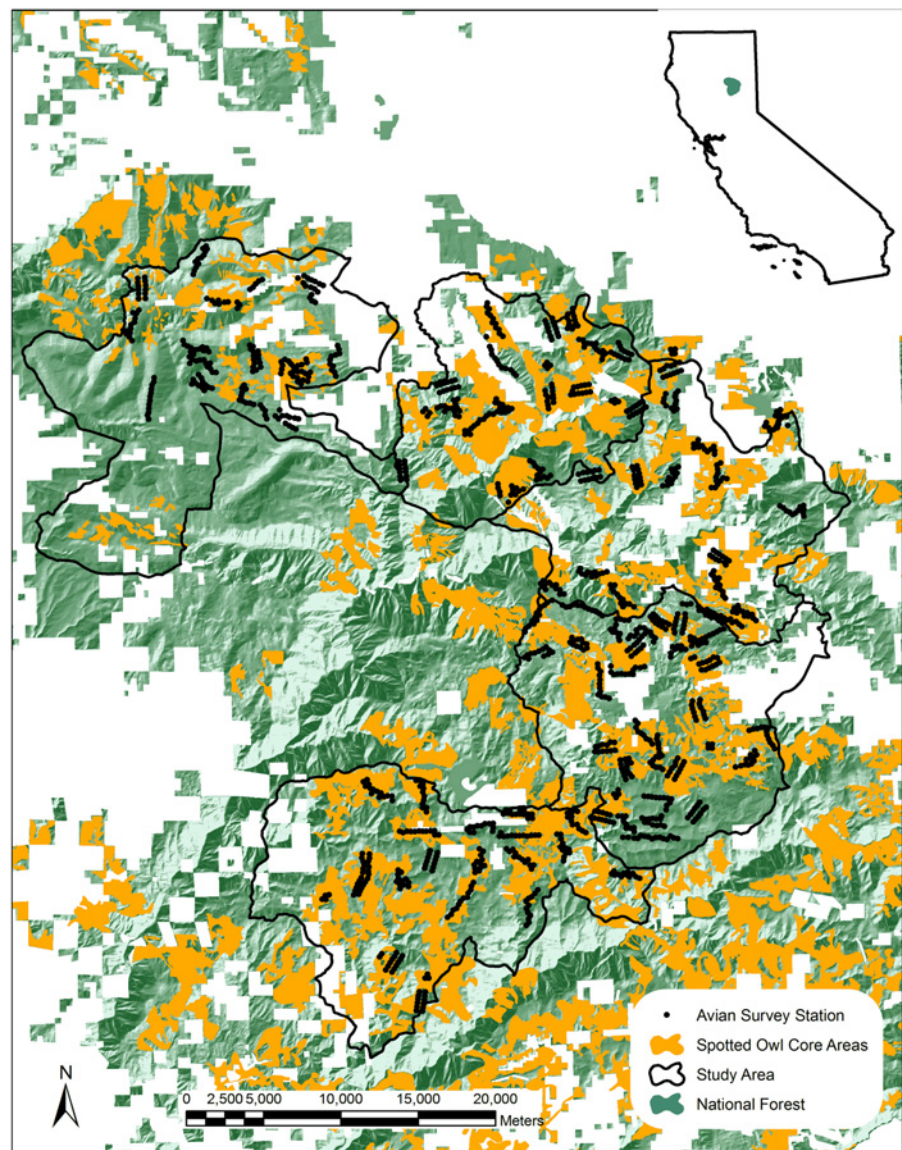 Avian Survey Station
Spotted Owl Core Areas
Study Area
National Forest
N
0 2,500 5,000 10,000 15,000 20,000
Meters